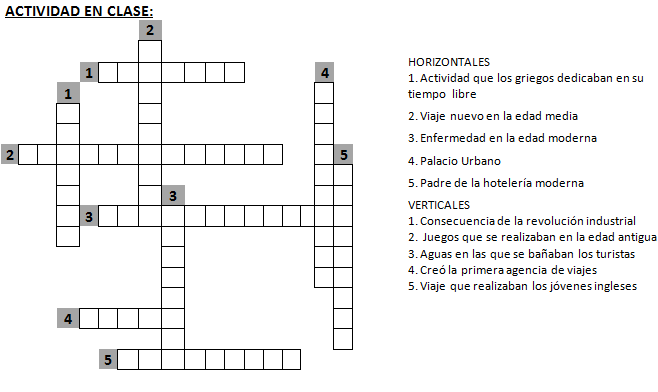 ACTIVIDAD EN CLASE:
2
1
4
1
2
5
3
3
4
5
HORIZONTALES
1. Actividad que los griegos dedicaban en su
tiempo libre
2. Viaje nuevo en la edad media
3. Enfermedad en la edad moderna
4. Palacio Urbano
5. Padre de la hotelería moderna
VERTICALES
1. Consecuencia de la revolución industrial
2. Juegos que se realizaban en la edad antigua
3. Aguas en las que se bañaban los turistas
4. Creó la primera agencia de viajes
5. Viaje que realizaban los jóvenes ingleses